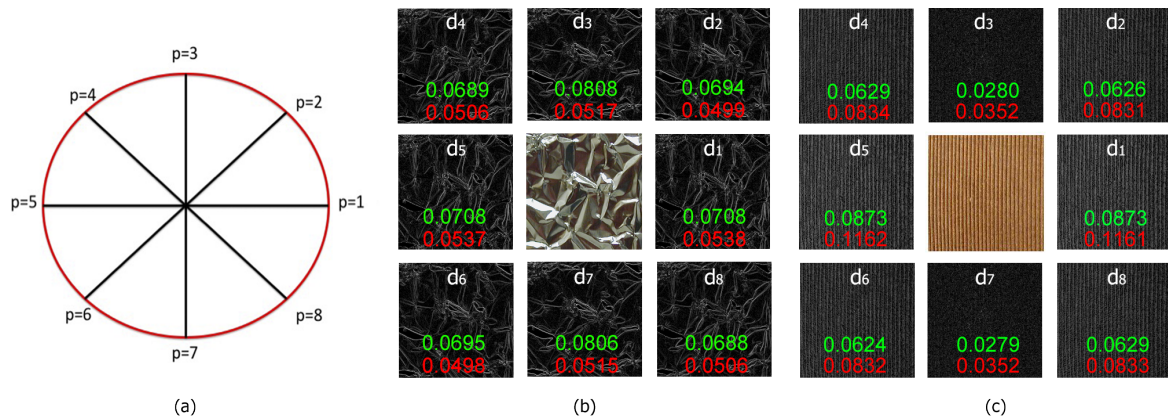 p=3
p=4
p=2
p=5
p=1
p=6
p=8
p=7
(a)
d4 d3 d2
0.0689 0.0808 0.0694
0.0506 0.0517 0.0499
d5 d1
0.0708 0.0708
0.0537 0.0538
d6 d7 d8
0.0695 0.0806 0.0688
0.0498 0.0515 0.0506
(b)
d4 d3 d2
0.0629 0.0280 0.0626
0.0834 0.0352 0.0831
d5 d1
0.0873 0.0873
0.1162 0.1161
d6 d7 d8
0.0624 0.0279 0.0629
0.0832 0.0352 0.0833
(c)